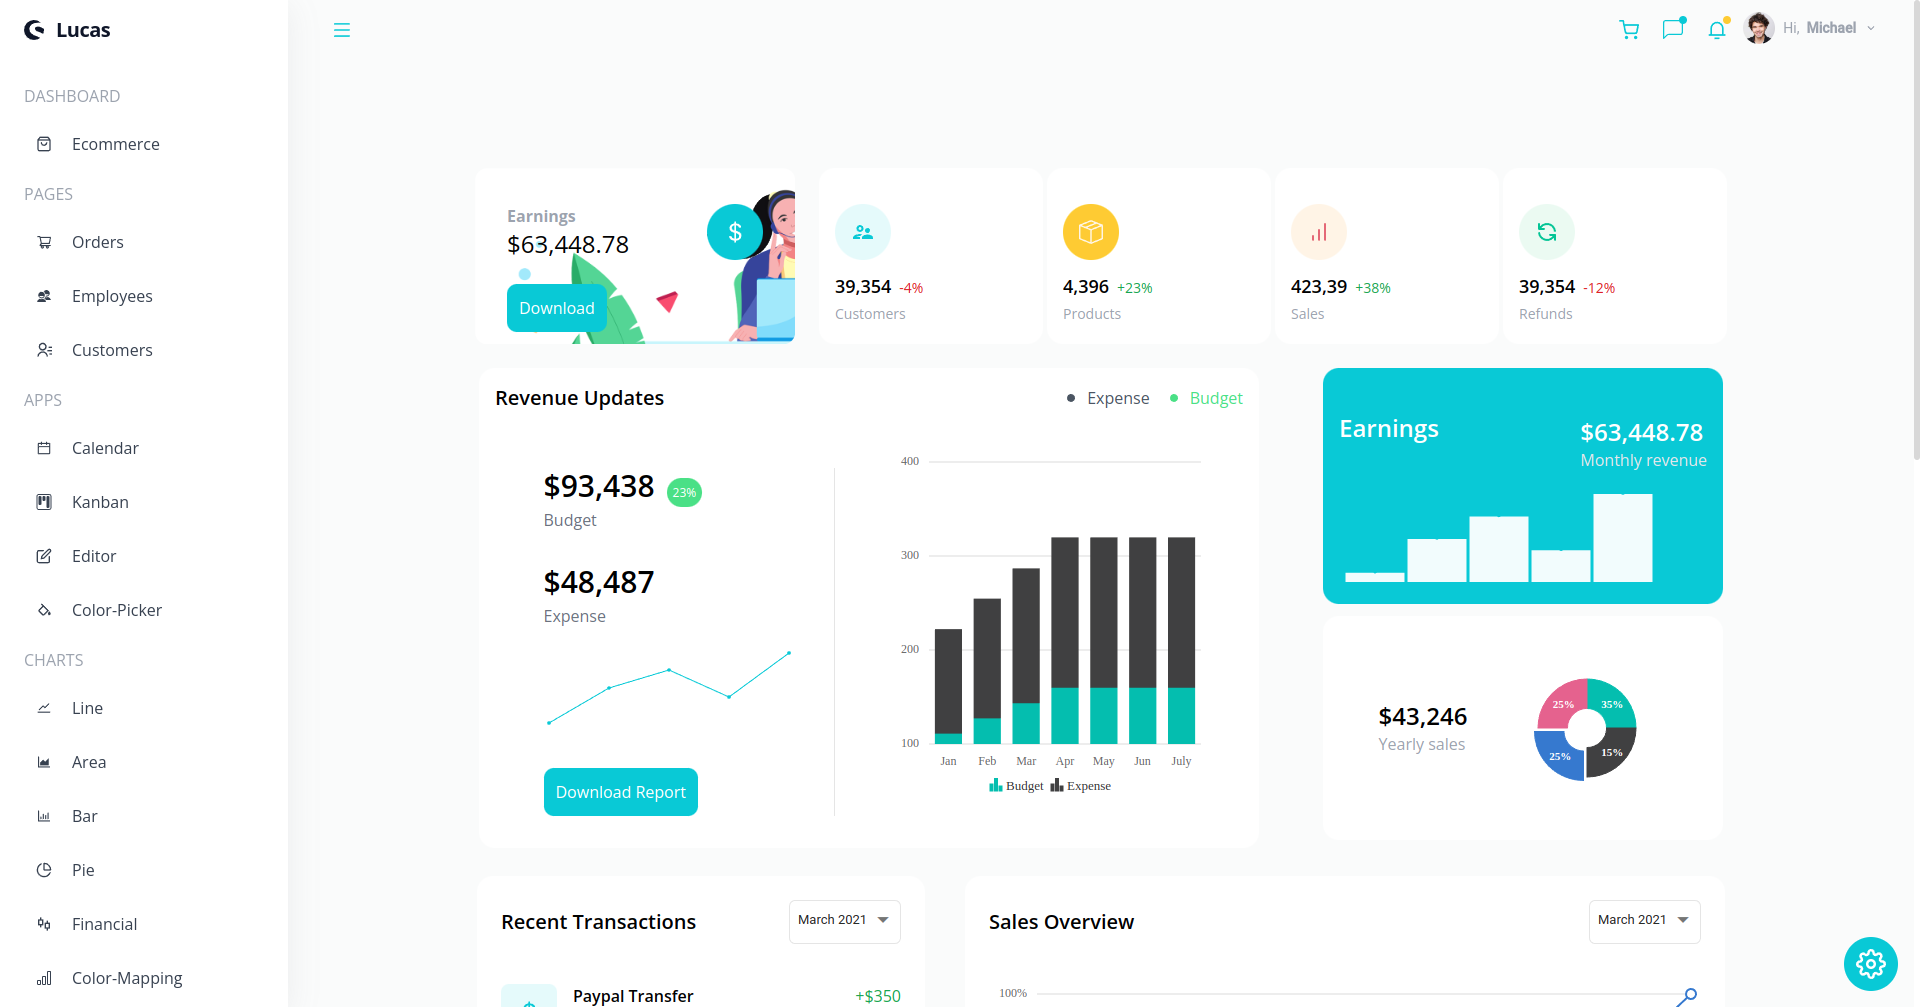 Lucas
Hi, Michael
DASHBOARD
Ecommerce
PAGES
Orders
Employees
Customers
APPS
Calendar
Kanban
Editor
Color-Picker
CHARTS
Line
Area
Bar
Pie
Financial
Color-Mapping
Earnings
$63,448.78
Download
$
39,354 -4%
Customers
4,396 +23%
Products
423,39 +38%
Sales
39,354 -12%
Refunds
Revenue Updates
Expense
Budget
$93,438 23%
Budget
$48,487
Expense
Download Report
400
300
200
100
Jan Feb Mar Apr May Jun July
Budget Expense
Earnings
$63,448.78
Monthly revenue
$43,246
Yearly sales
25% 35%
25% 15%
Recent Transactions
March 2021
Paypal Transfer
+$350
Sales Overview
March 2021
100%